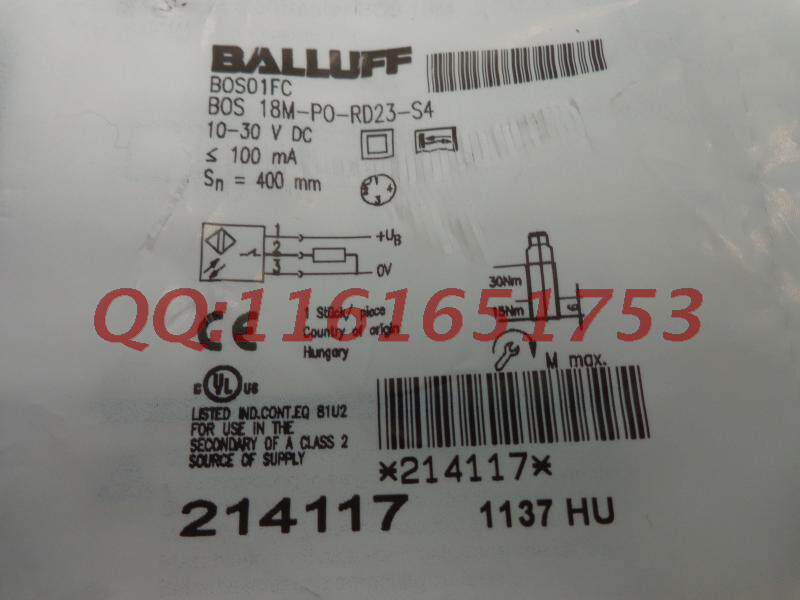 BALLUFF
BOS01FC
BOS 18M-PO-RD23-S4
10-30 V DC
≤ 100 mA
Sn = 400 mm
1
2
3
+UB
0V
30Nm
15Nm
QQ:1161651753
1 Stück/piece
Country of origin
Hungary
M max.
C UL US
LISTED IND.CONT.EQ 81U2
FOR USE IN THE
SECONDARY OF A CLASS 2
SOURCE OF SUPPLY
*214117*
214117 1137 HU